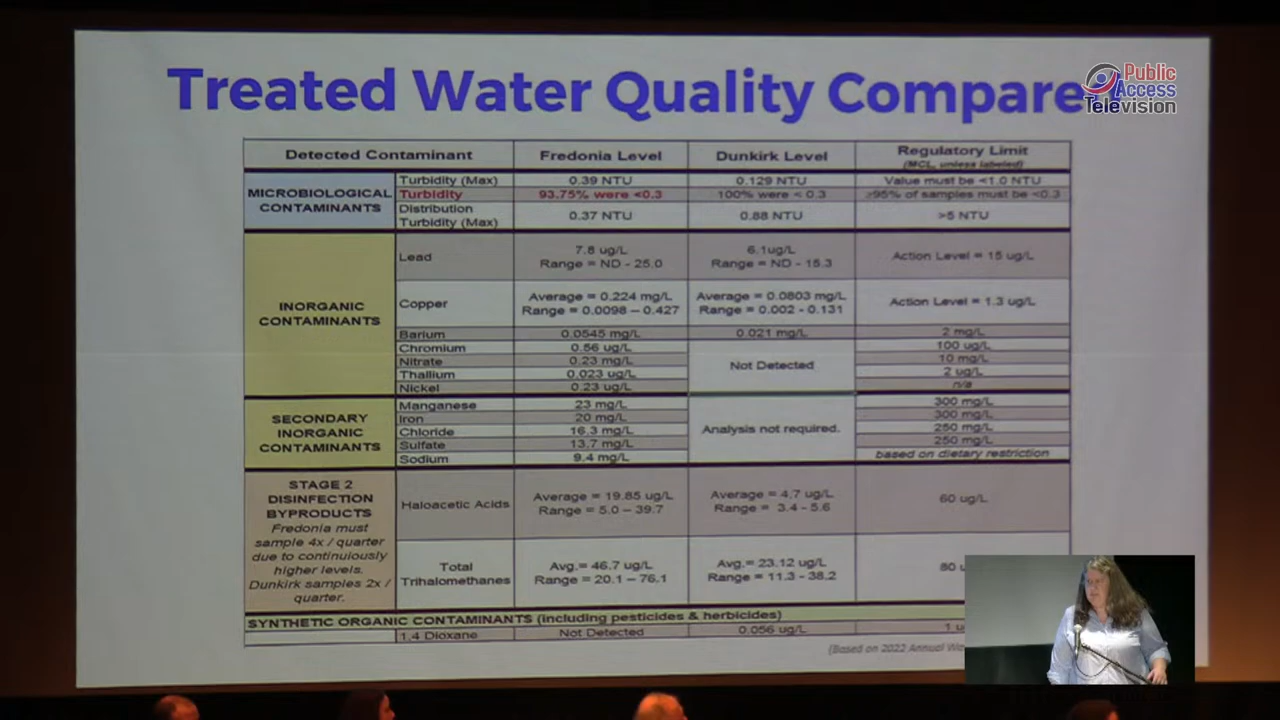 Treated Water Quality Compare
Public
Access
Television
Detected Contaminant Fredonia Level Dunkirk Level Regulatory Limit
(MCL, unless labeled)
MICROBIOLOGICAL CONTAMINANTS
Turbidity (Max) 0.39 NTU 0.129 NTU Value must be <1.0 NTU
Turbidity 93.75% were <0.3 100% were < 0.3 ≥95% of samples must be <0.3
Distribution Turbidity (Max) 0.37 NTU 0.88 NTU >5 NTU
INORGANIC CONTAMINANTS
Lead 7.8 ug/L Range = ND - 25.0 6.1ug/L Range = ND - 15.3 Action Level = 15 ug/L
Copper Average = 0.224 mg/L Range = 0.0098 – 0.427 Average = 0.0803 mg/L Range = 0.002 - 0.131 Action Level = 1.3 ug/L
Barium 0.0545 mg/L 0.021 mg/L 2 mg/L
Chromium 0.56 ug/L 100 ug/L
Nitrate 0.23 mg/L Not Detected 10 mg/L
Thallium 0.023 ug/L 2 ug/L
Nickel 0.23 ug/L n/a
SECONDARY INORGANIC CONTAMINANTS
Manganese 23 mg/L 300 mg/L
Iron 20 mg/L 300 mg/L
Chloride 16.3 mg/L Analysis not required. 250 mg/L
Sulfate 13.7 mg/L 250 mg/L
Sodium 9.4 mg/L based on dietary restriction
STAGE 2
DISINFECTION
BYPRODUCTS
Fredonia must
sample 4x / quarter
due to continuiously
higher levels.
Dunkirk samples 2x /
quarter.
Haloacetic Acids Average = 19.85 ug/L Range = 5.0 – 39.7 Average = 4.7 ug/L Range = 3.4 - 5.6 60 ug/L
Total Trihalomethanes Avg.= 46.7 ug/L Range = 20.1 – 76.1 Avg.= 23.12 ug/L Range = 11.3 - 38.2 80 u
SYNTHETIC ORGANIC CONTAMINANTS (including pesticides & herbicides)
1,4 Dioxane Not Detected 0.056 ug/L 1 u
(Based on 2022 Annual Wa